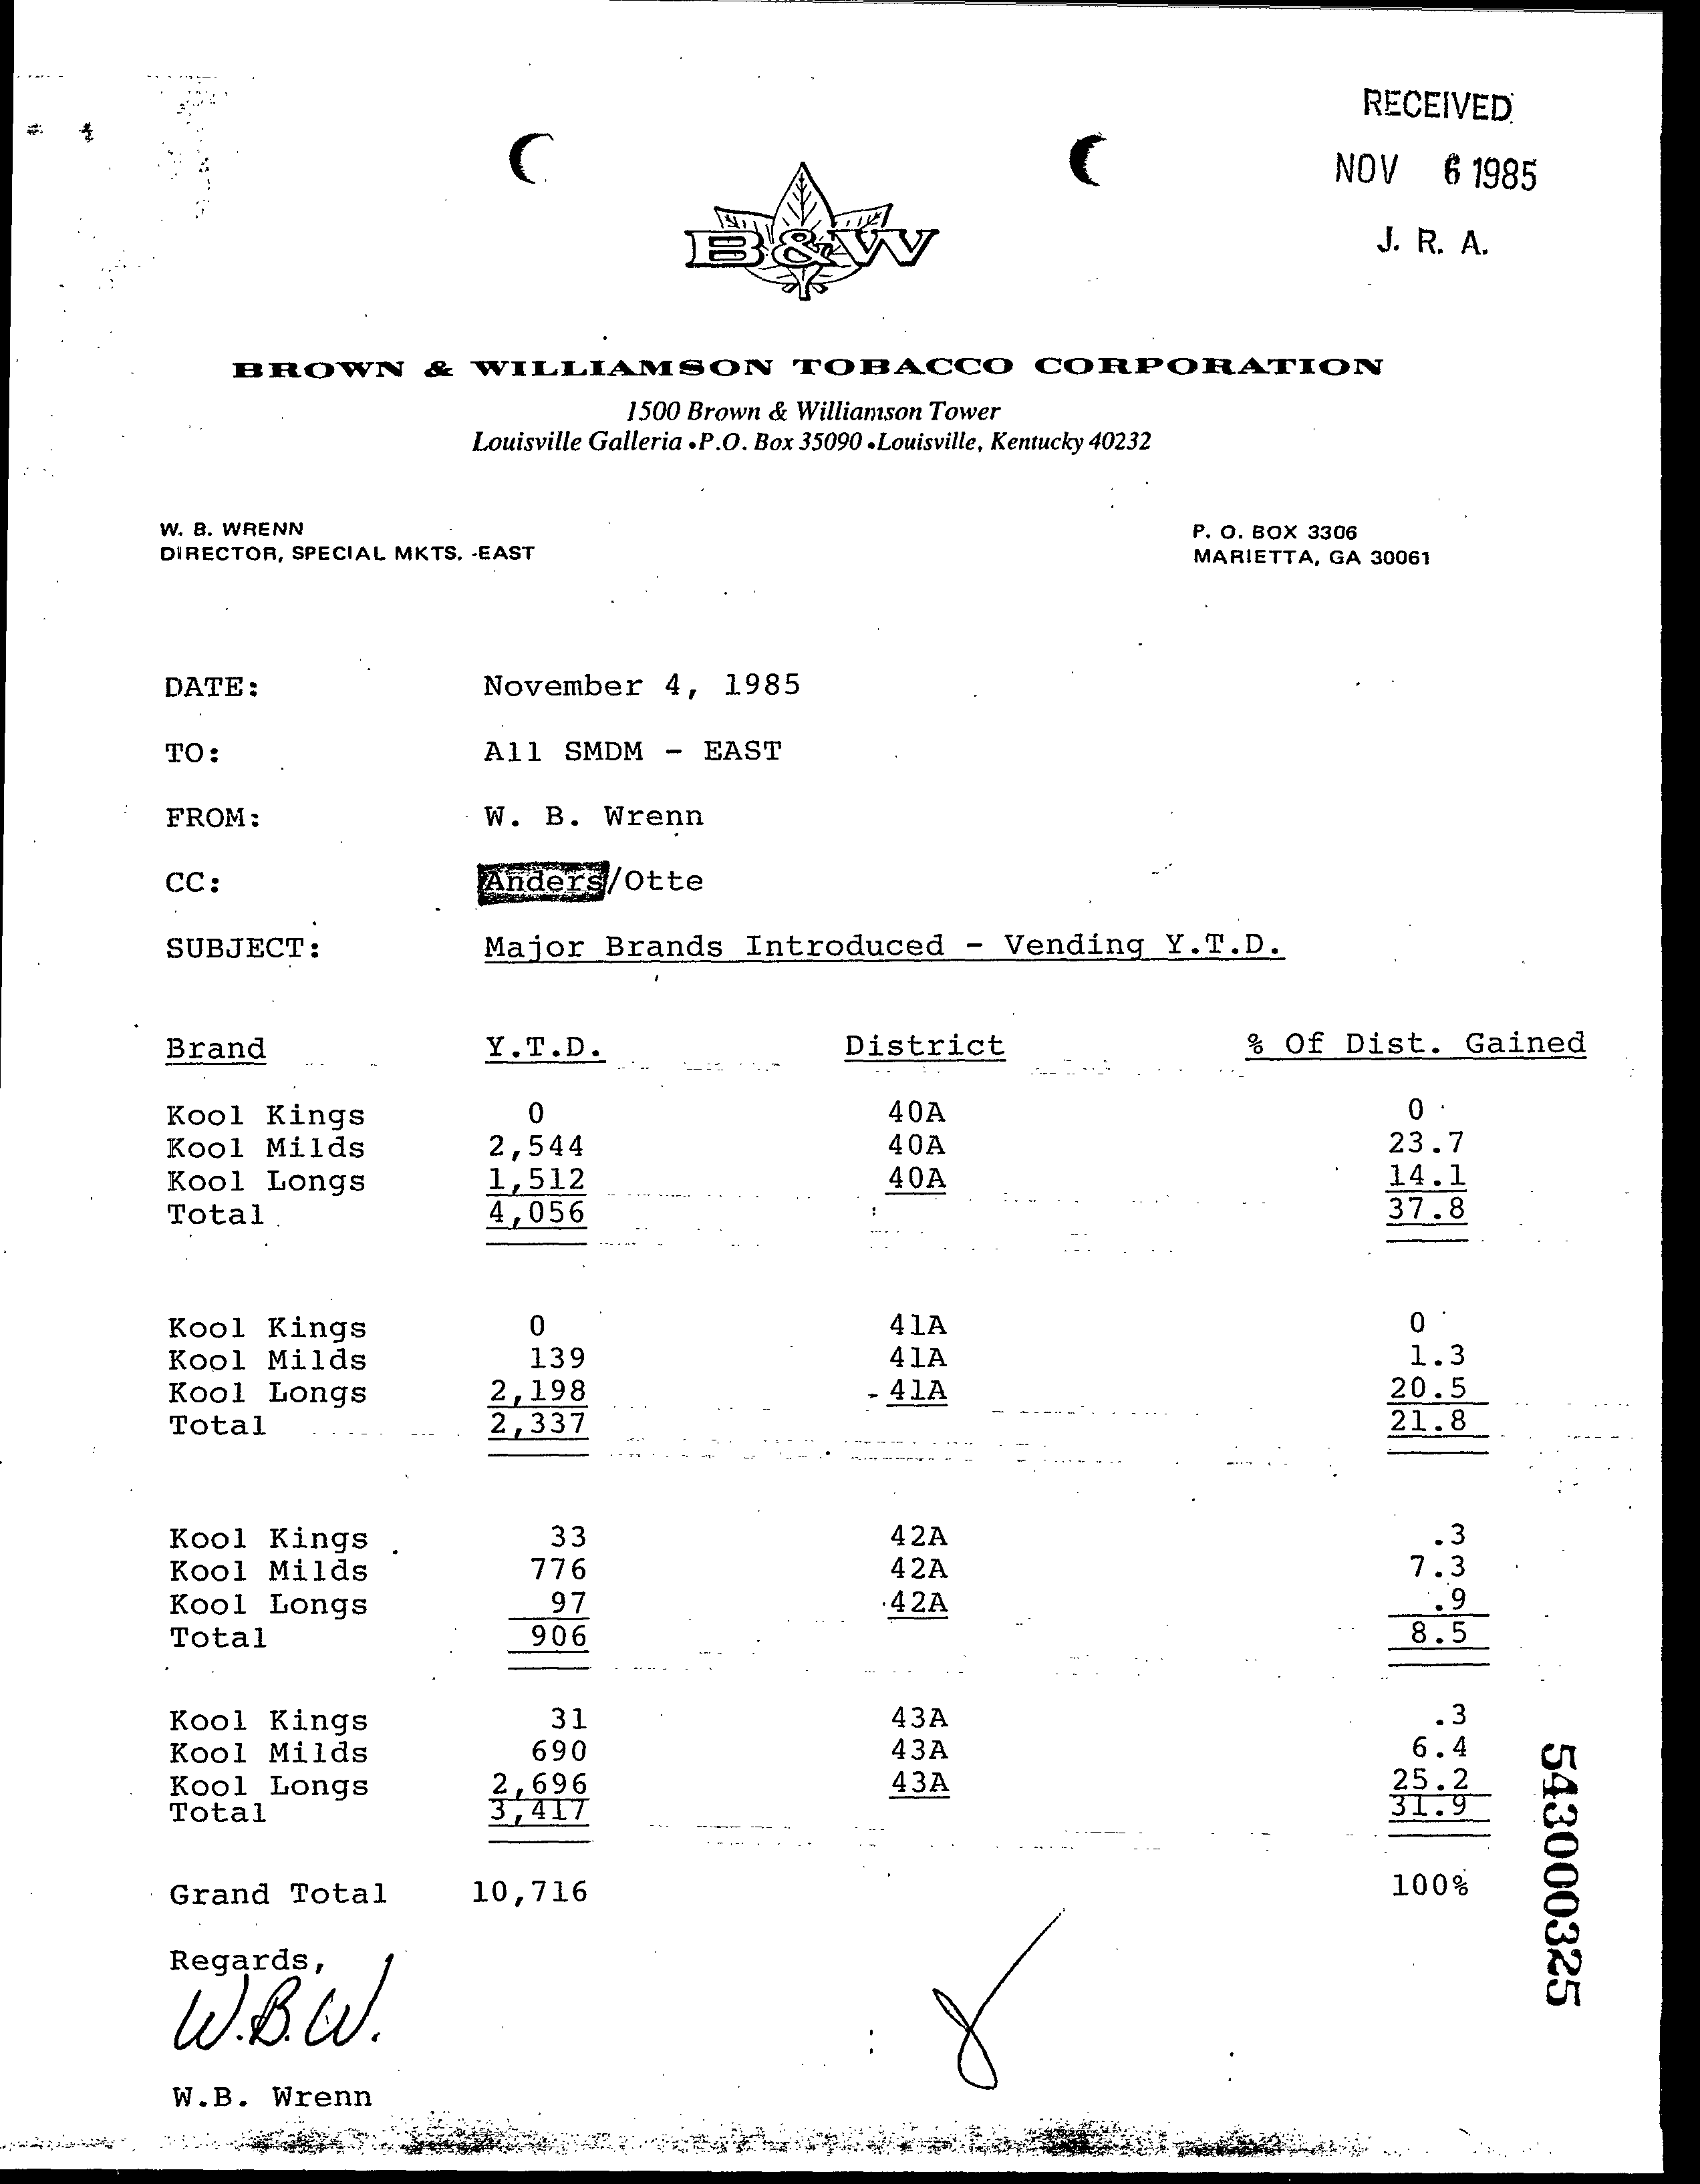 RECEIVED
NOV 6 1985
J. R. A.
B&W
BROWN & WILLIAMSON TOBACCO CORPORATION
1500 Brown & Williamson Tower
Louisville Galleria • P.O. Box 35090 • Louisville, Kentucky 40232
W. B. WRENN
DIRECTOR, SPECIAL MKTS. -EAST
P. O. BOX 3306
MARIETTA, GA 30061
DATE: November 4, 1985
TO: All SMDM - EAST
FROM: W. B. Wrenn
CC: Anders/Otte
SUBJECT: Major Brands Introduced - Vending Y.T.D.
Brand Y.T.D. District % Of Dist. Gained
Kool Kings 0 40A 0
Kool Milds 2,544 40A 23.7
Kool Longs 1,512 40A 14.1
Total 4,056 37.8
Kool Kings 0 41A 0
Kool Milds 139 41A 1.3
Kool Longs 2,198 41A 20.5
Total 2,337 21.8
Kool Kings 33 42A .3
Kool Milds 776 42A 7.3
Kool Longs 97 42A .9
Total 906 8.5
Kool Kings 31 43A .3
Kool Milds 690 43A 6.4
Kool Longs 2,696 43A 25.2
Total 3,417 31.9
Grand Total 10,716 100%
Regards,
W.B.W.
W.B. Wrenn
543000325